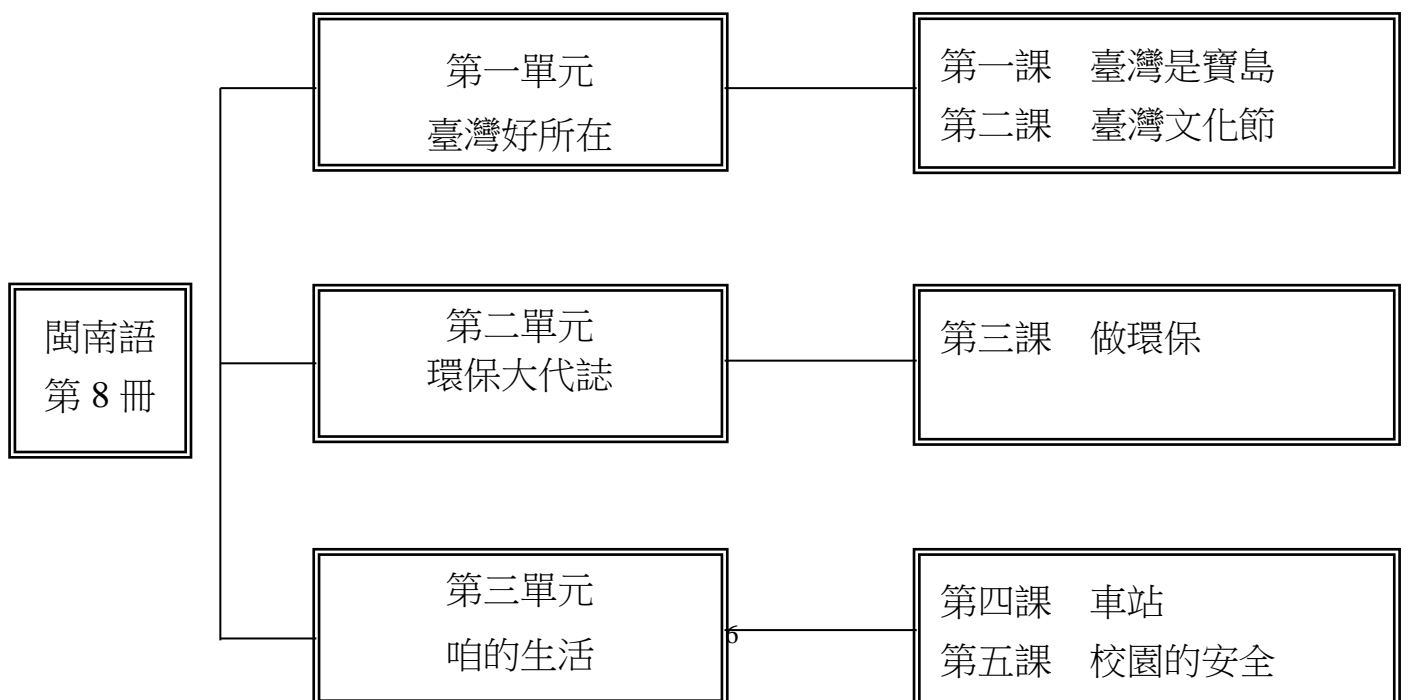 閩南語
第 8 冊
第一單元
臺灣好所在
第一課 臺灣是寶島
第二課 臺灣文化節
第二單元
環保大代誌
第三課 做環保
第三單元
咱的生活
第四課 車站
第五課 校園的安全
6